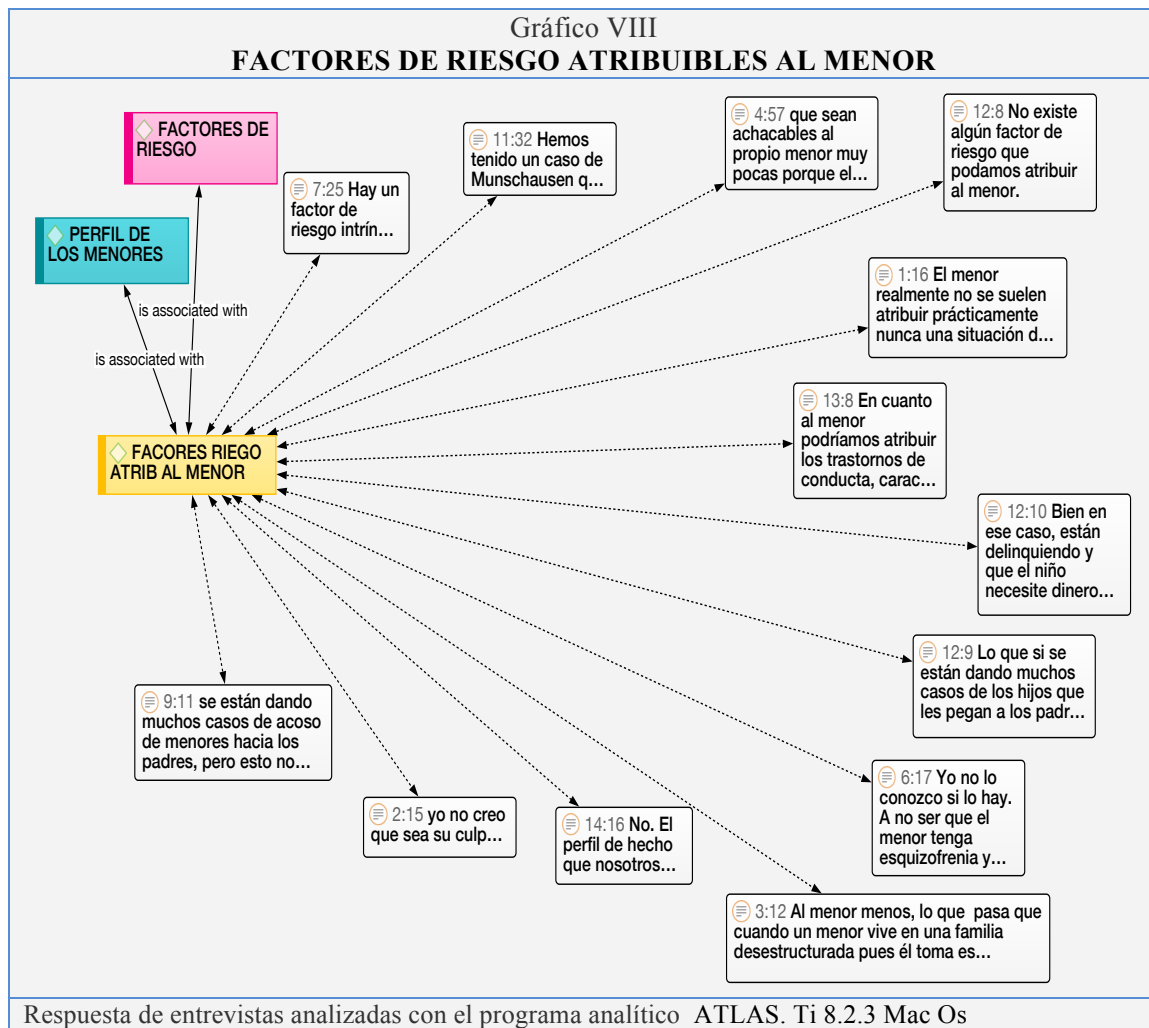 Gráfico VIII
FACTORES DE RIESGO ATRIBUIBLES AL MENOR
FACTORES DE
RIESGO
PERFIL DE
LOS MENORES
is associated with
is associated with
FACORES RIEGO
ATRIB AL MENOR
7:25 Hay un
factor de
riesgo intrín...
11:32 Hemos
tenido un caso de
Munschausen q...
4:57 que sean
achacables al
propio menor muy
pocas porque el...
12:8 No existe
algún factor de
riesgo que
podamos atribuir
al menor.
1:16 El menor
realmente no se suelen
atribuir prácticamente
nunca una situación d...
13:8 En cuanto
al menor
podríamos atribuir
los trastornos de
conducta, carac...
12:10 Bien en
ese caso, están
delinquiendo y
que el niño
necesite dinero...
12:9 Lo que si se
están dando muchos
casos de los hijos que
les pegan a los padr...
6:17 Yo no lo
conozco si lo hay.
A no ser que el
menor tenga
esquizofrenia y...
3:12 Al menor menos, lo que pasa que
cuando un menor vive en una familia
desestructurada pues él toma es...
14:16 No. El
perfil de hecho
que nosotros...
2:15 yo no creo
que sea su culp...
9:11 se están dando
muchos casos de acoso
de menores hacia los
padres, pero esto no...
Respuesta de entrevistas analizadas con el programa analítico ATLAS. Ti 8.2.3 Mac Os